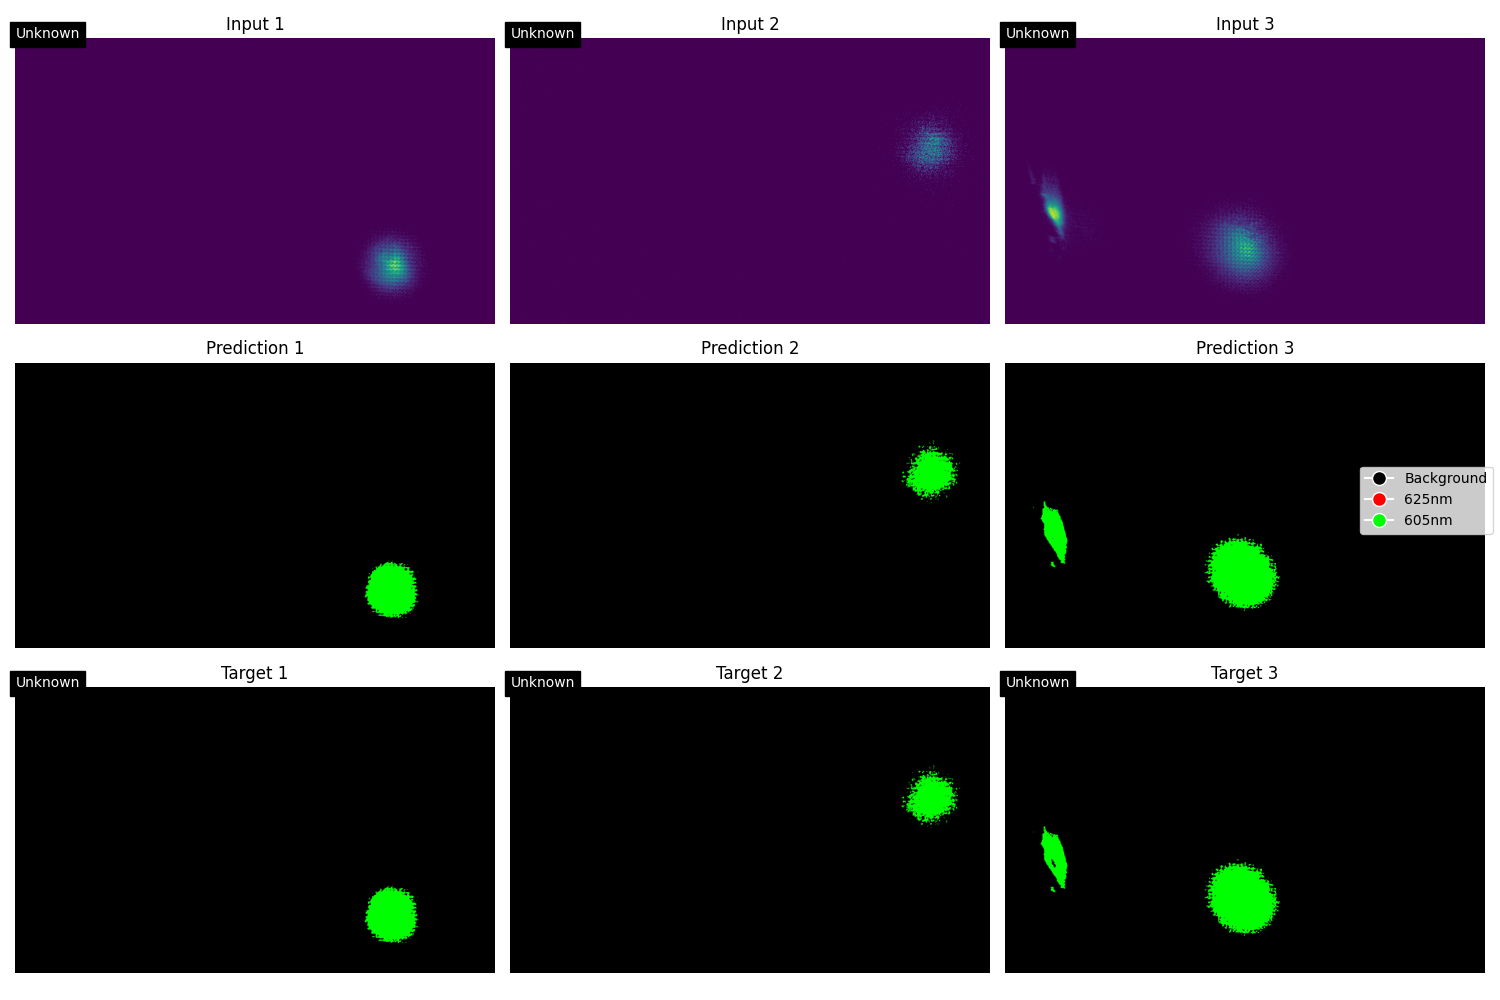 Input 1
Input 2
Input 3
Unknown
Unknown
Unknown
Prediction 1
Prediction 2
Prediction 3
Background
625nm
605nm
Target 1
Target 2
Target 3
Unknown
Unknown
Unknown